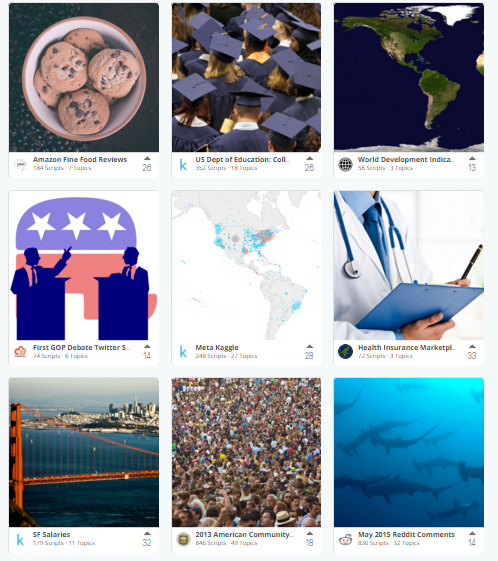 Amazon Fine Food Reviews
184 Scripts · 7 Topics
26
k
US Dept of Education: Coll..
352 Scripts · 18 Topics
26
World Development Indica..
56 Scripts · 3 Topics
13
First GOP Debate Twitter S..
74 Scripts · 6 Topics
14
k
Meta Kaggle
248 Scripts · 27 Topics
28
Health Insurance Marketpl..
72 Scripts · 3 Topics
33
k
SF Salaries
179 Scripts · 11 Topics
32
2013 American Community..
846 Scripts · 49 Topics
18
May 2015 Reddit Comments
830 Scripts · 32 Topics
14